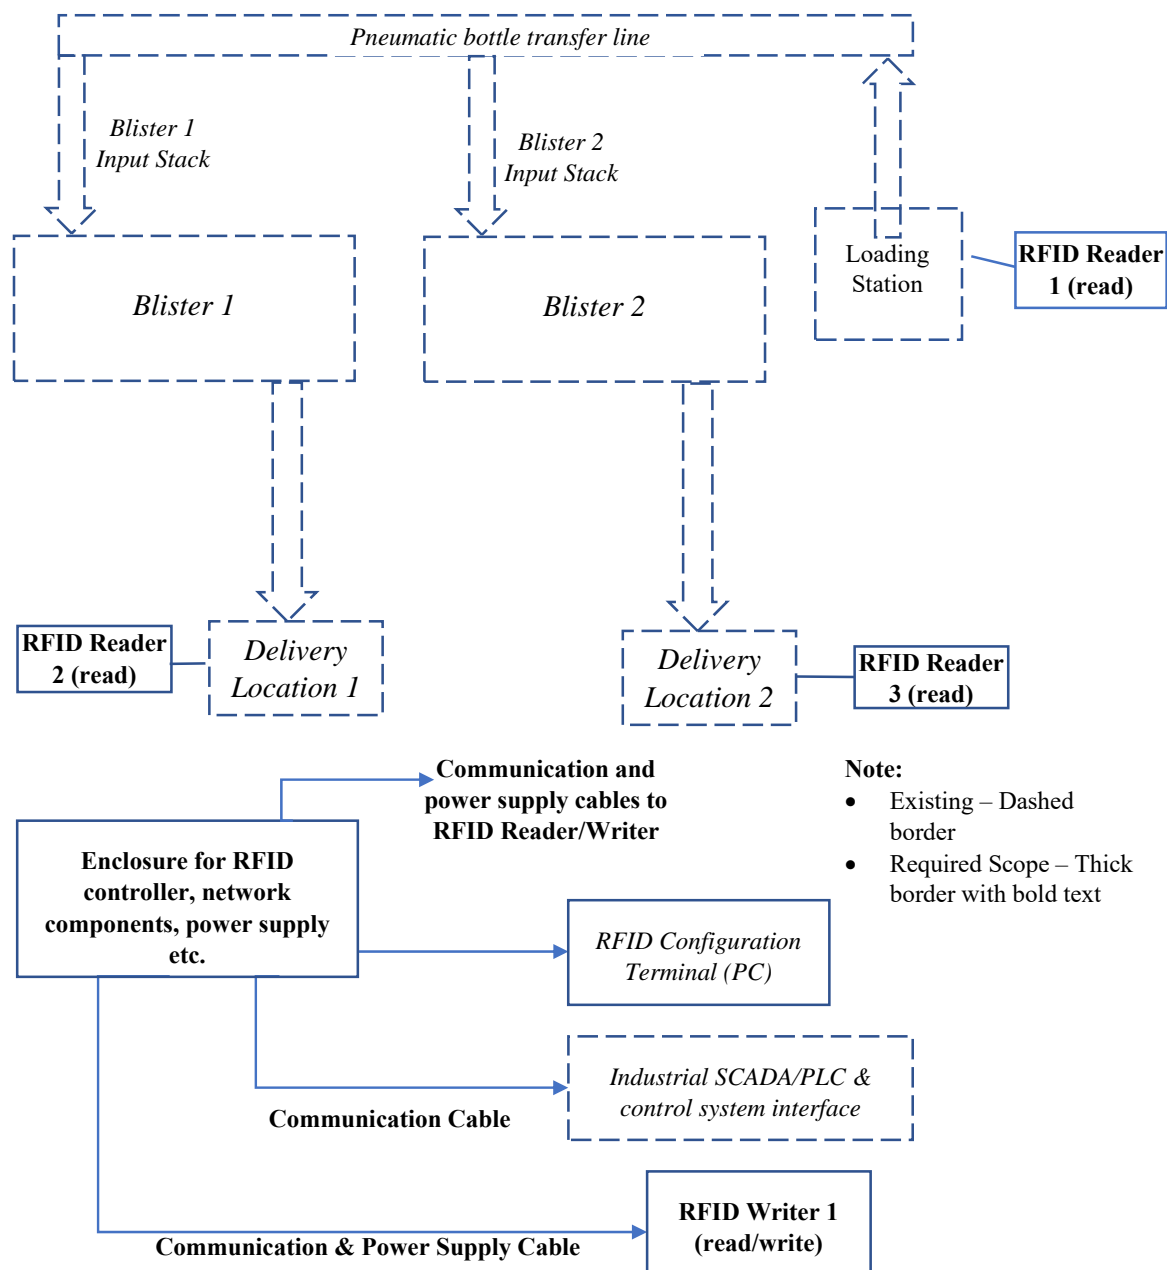 Pneumatic bottle transfer line
Blister 1
Input Stack
Blister 2
Input Stack
Blister 1
Blister 2
Loading
Station
RFID Reader
1 (read)
RFID Reader
2 (read)
Delivery
Location 1
Delivery
Location 2
RFID Reader
3 (read)
Communication and
power supply cables to
RFID Reader/Writer
Note:
• Existing – Dashed
border
• Required Scope – Thick
border with bold text
Enclosure for RFID
controller, network
components, power supply
etc.
RFID Configuration
Terminal (PC)
Industrial SCADA/PLC &
control system interface
Communication Cable
RFID Writer 1
(read/write)
Communication & Power Supply Cable